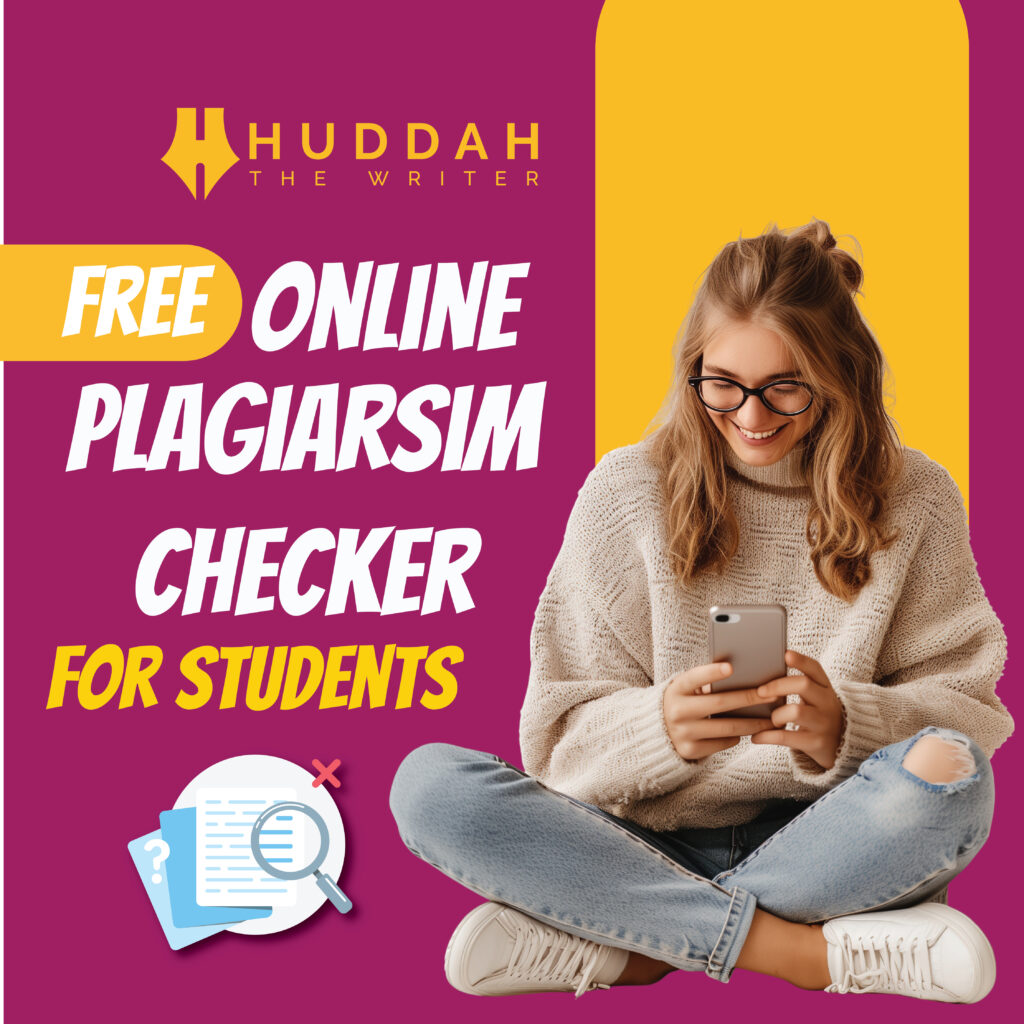 HUDDAH
THE WRITER
FREE ONLINE
PLAGIARSIM
CHECKER
FOR STUDENTS
?